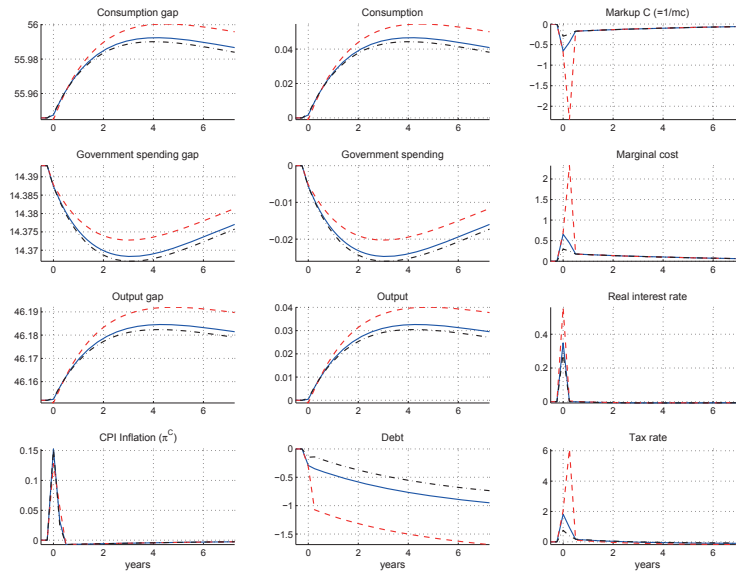 Consumption gap Consumption Markup C (=1/mc)
56
55.98
55.96
0 2 4 6
0.04
0.02
0
0 2 4 6
0
−0.5
−1
−1.5
−2
0 2 4 6
Government spending gap Government spending Marginal cost
14.39
14.385
14.38
14.375
14.37
0 2 4 6
0
−0.01
−0.02
0 2 4 6
2
1.5
1
0.5
0
0 2 4 6
Output gap Output Real interest rate
46.19
46.18
46.17
46.16
0 2 4 6
0.04
0.03
0.02
0.01
0
0 2 4 6
0.4
0.2
0
0 2 4 6
CPI Inflation (π^C) Debt Tax rate
0.15
0.1
0.05
0
0 2 4 6
years
0
−0.5
−1
−1.5
0 2 4 6
years
6
4
2
0
0 2 4 6
years